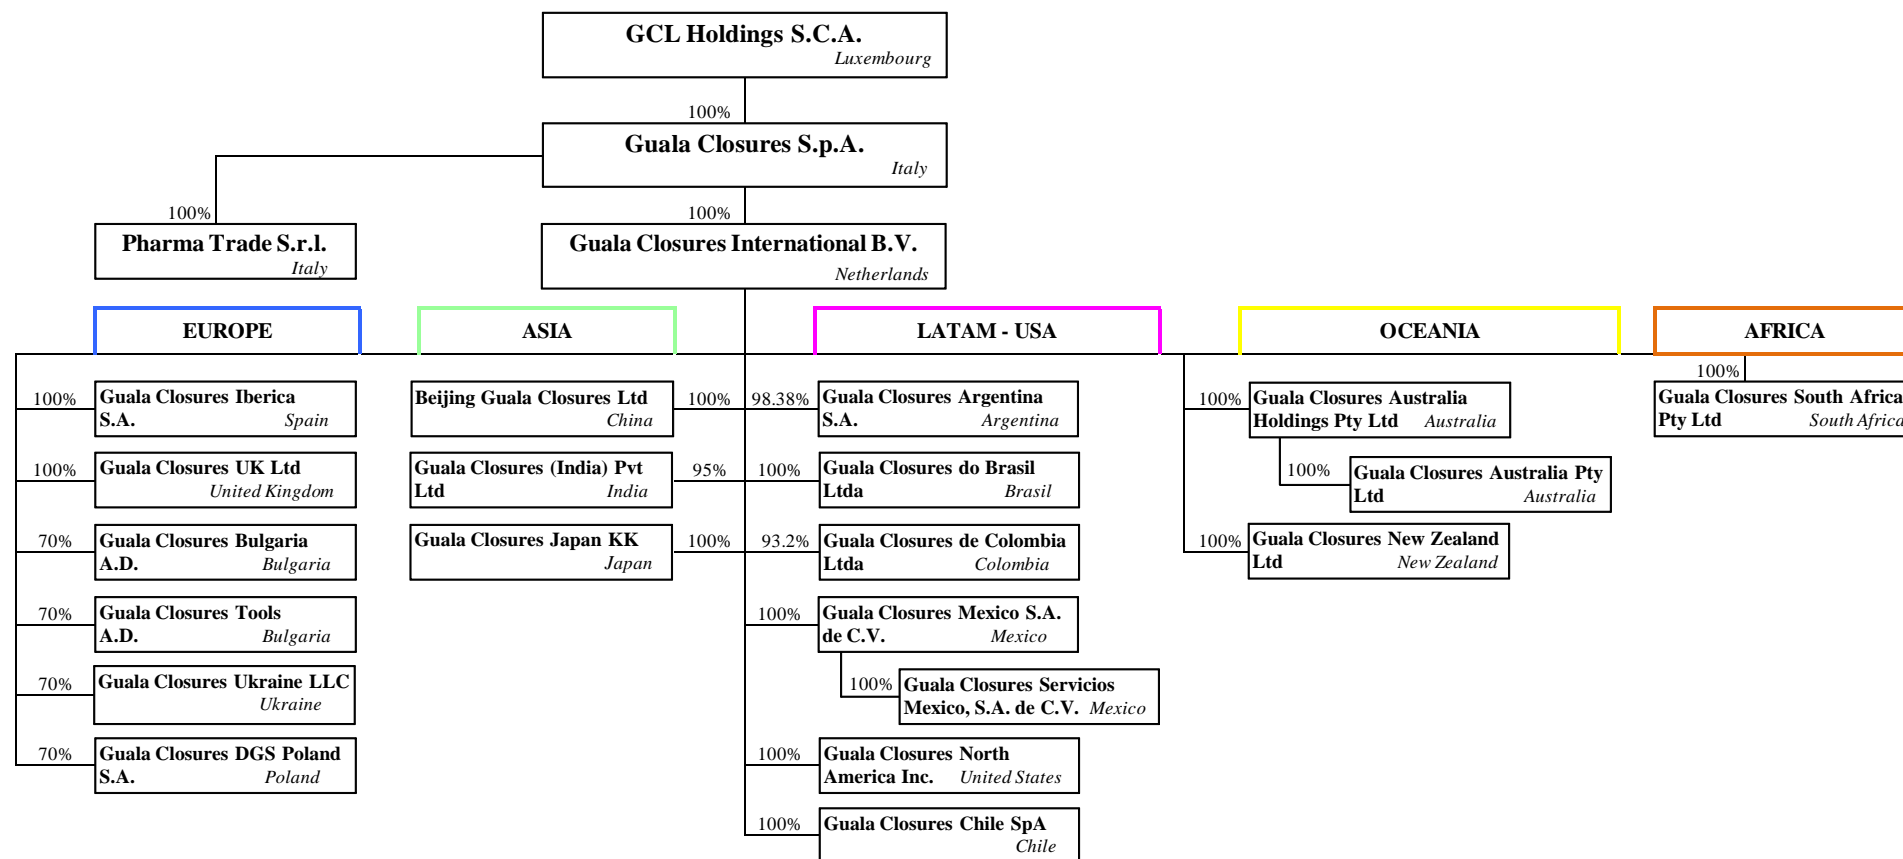 GCL Holdings S.C.A.
Luxembourg
100%
Guala Closures S.p.A.
Italy
100%
Pharma Trade S.r.l.
Italy
100%
Guala Closures International B.V.
Netherlands
EUROPE
ASIA
LATAM - USA
OCEANIA
AFRICA
100%
Guala Closures Iberica
S.A. Spain
100%
Guala Closures UK Ltd
United Kingdom
70%
Guala Closures Bulgaria
A.D. Bulgaria
70%
Guala Closures Tools
A.D. Bulgaria
70%
Guala Closures Ukraine LLC
Ukraine
70%
Guala Closures DGS Poland
S.A. Poland
Beijing Guala Closures Ltd
China
100%
Guala Closures (India) Pvt
Ltd India
95%
Guala Closures Japan KK
Japan
100%
98.38%
Guala Closures Argentina
S.A. Argentina
100%
Guala Closures do Brasil
Ltda Brasil
93.2%
Guala Closures de Colombia
Ltda Colombia
100%
Guala Closures Mexico S.A.
de C.V. Mexico
100%
Guala Closures Servicios
Mexico, S.A. de C.V. Mexico
100%
Guala Closures North
America Inc. United States
100%
Guala Closures Chile SpA
Chile
100%
Guala Closures Australia
Holdings Pty Ltd Australia
100%
Guala Closures Australia Pty
Ltd Australia
100%
Guala Closures New Zealand
Ltd New Zealand
100%
Guala Closures South Africa
Pty Ltd South Africa